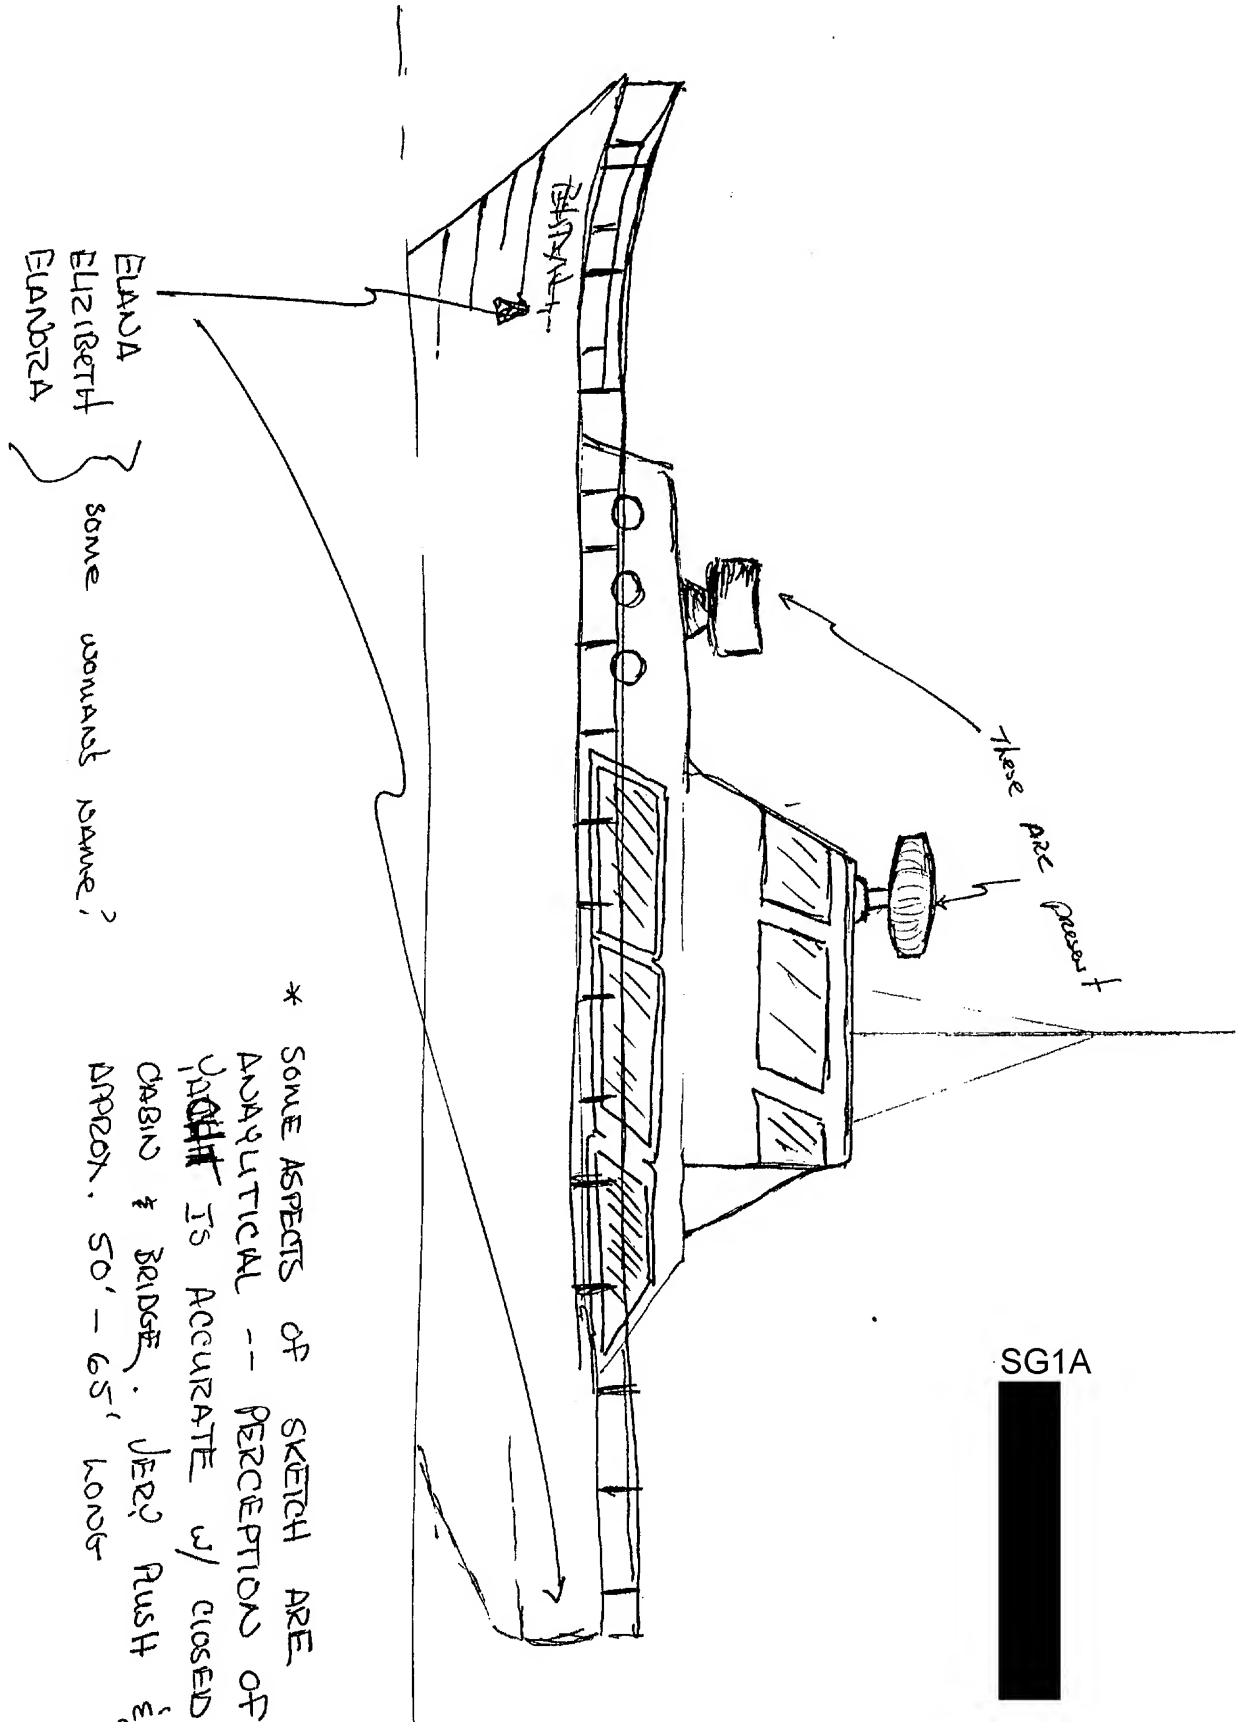 SG1A
These ARE present
ELANA
ELIZIBETH
ELANORA
some womans name?
* SOME ASPECTS OF SKETCH ARE
ANAYLITICAL -- PERCEPTION OF
YACHT IS ACCURATE W/ CLOSED
CABIN & BRIDGE. VERY PLUSH &
APPROX. 50' - 65' LONG